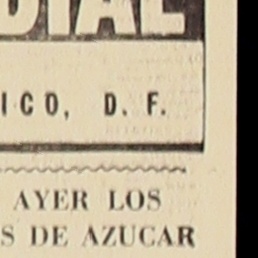 DIAL
ICO, D. F.
AYER LOS
S DE AZUCAR